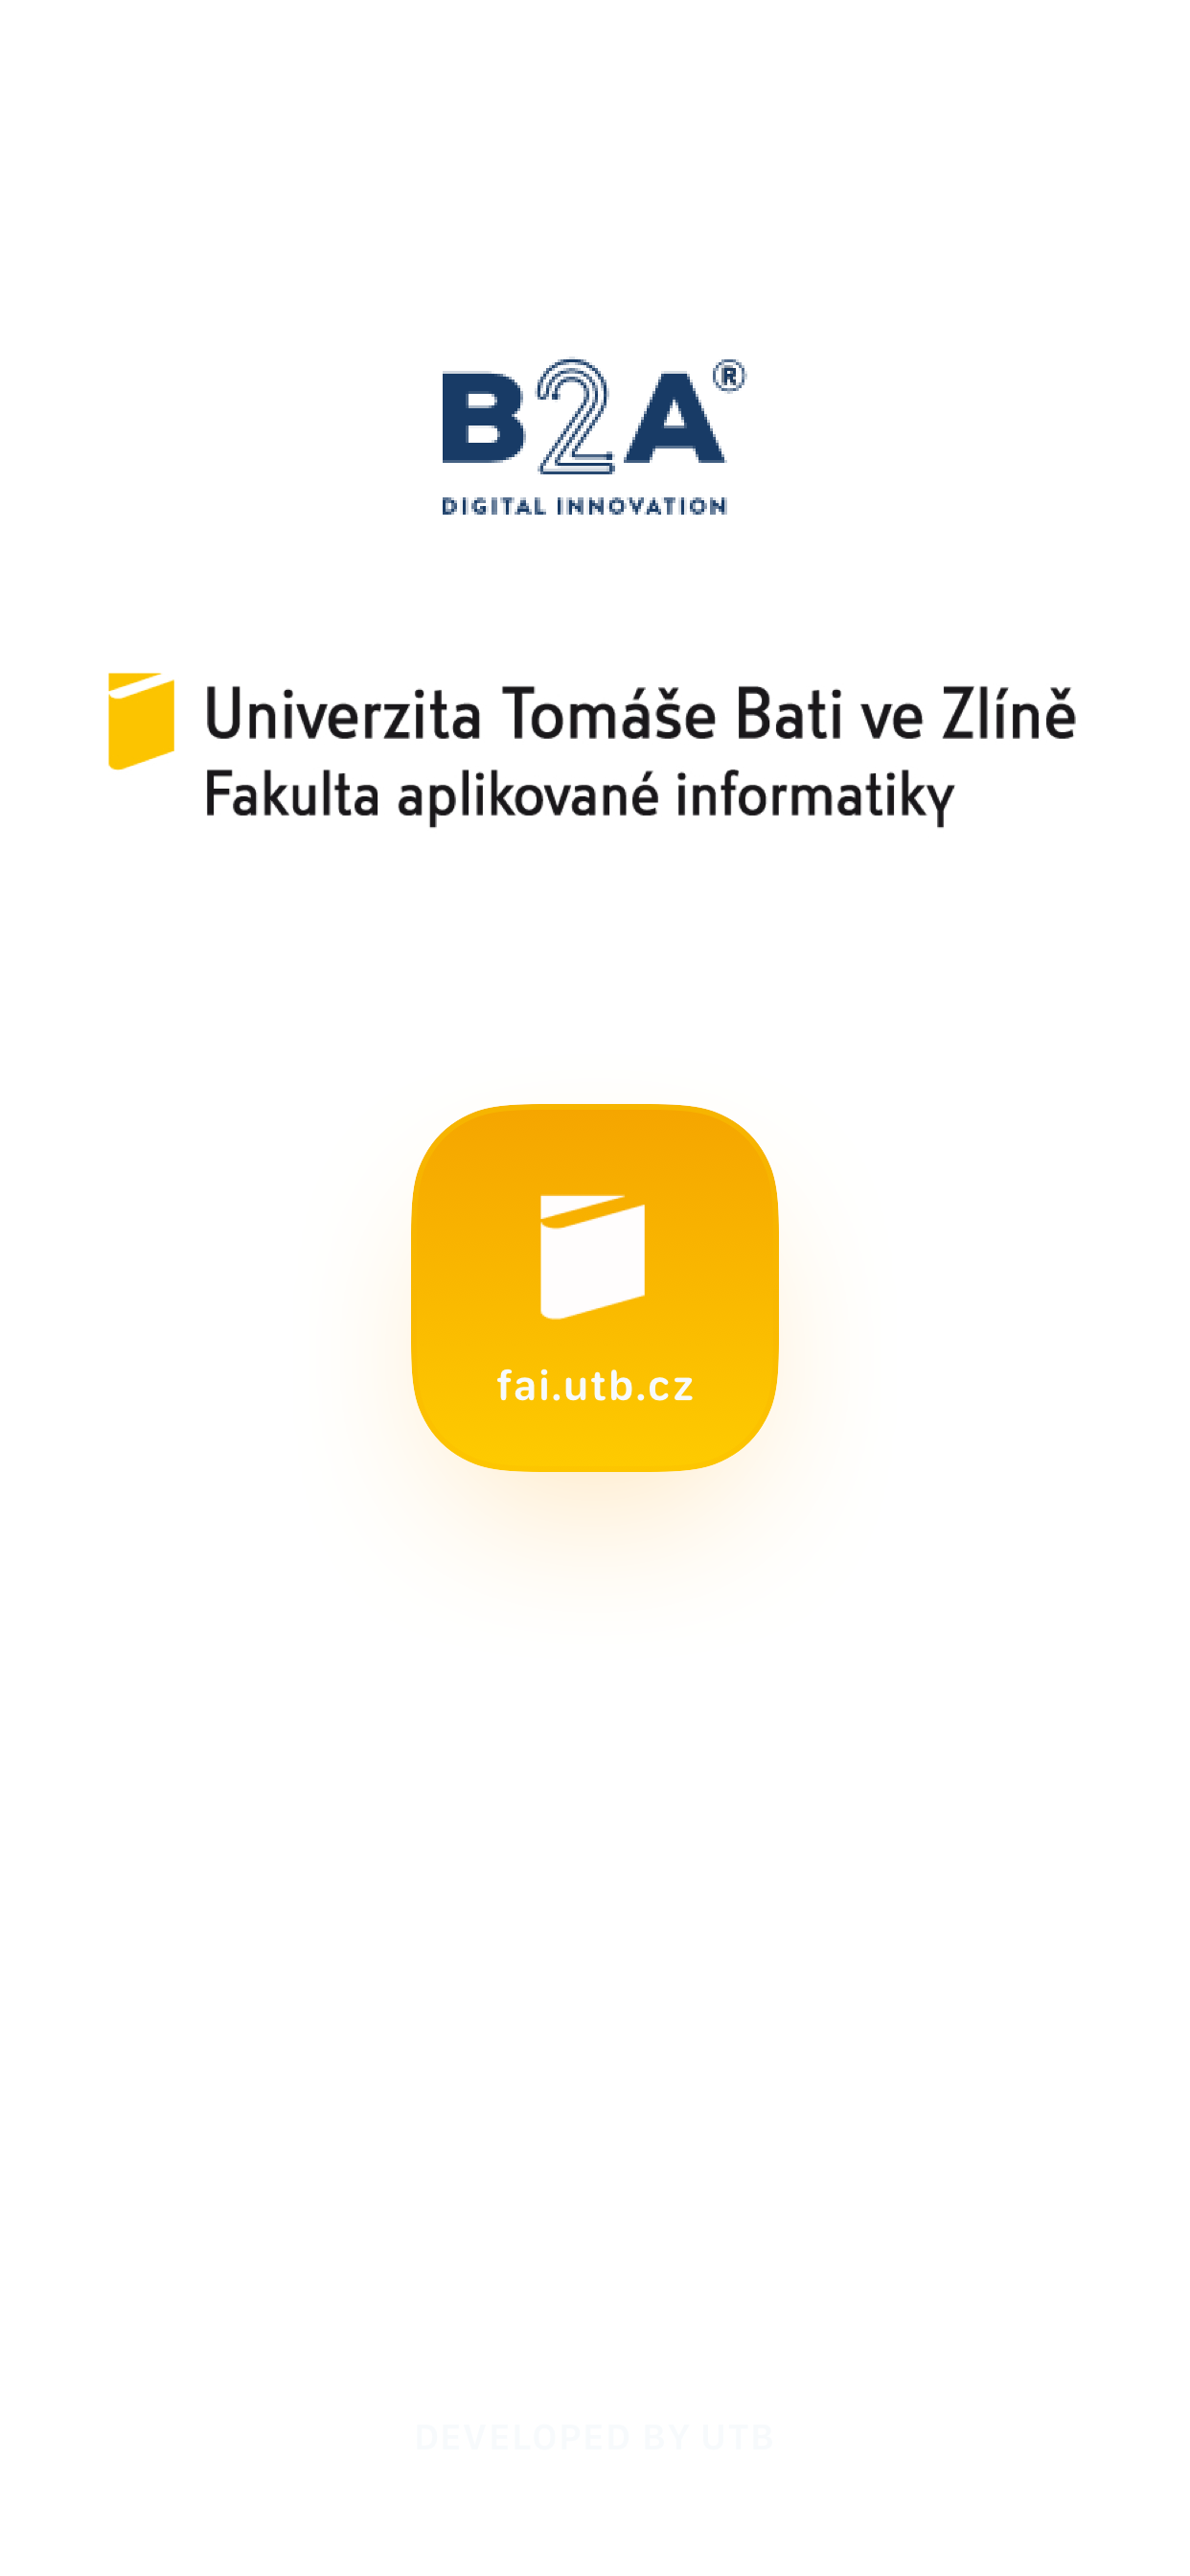 B2A®
DIGITAL INNOVATION
Univerzita Tomáše Bati ve Zlíně
Fakulta aplikované informatiky
fai.utb.cz
DEVELOPED BY UTB